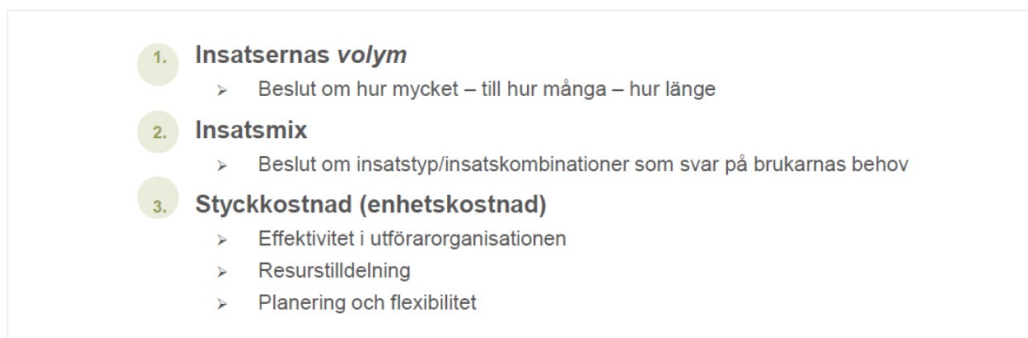 1. Insatsernas volym
➢ Beslut om hur mycket – till hur många – hur länge
2. Insatsmix
➢ Beslut om insatstyp/insatskombinationer som svar på brukarnas behov
3. Styckkostnad (enhetskostnad)
➢ Effektivitet i utförarorganisationen
➢ Resurstilldelning
➢ Planering och flexibilitet